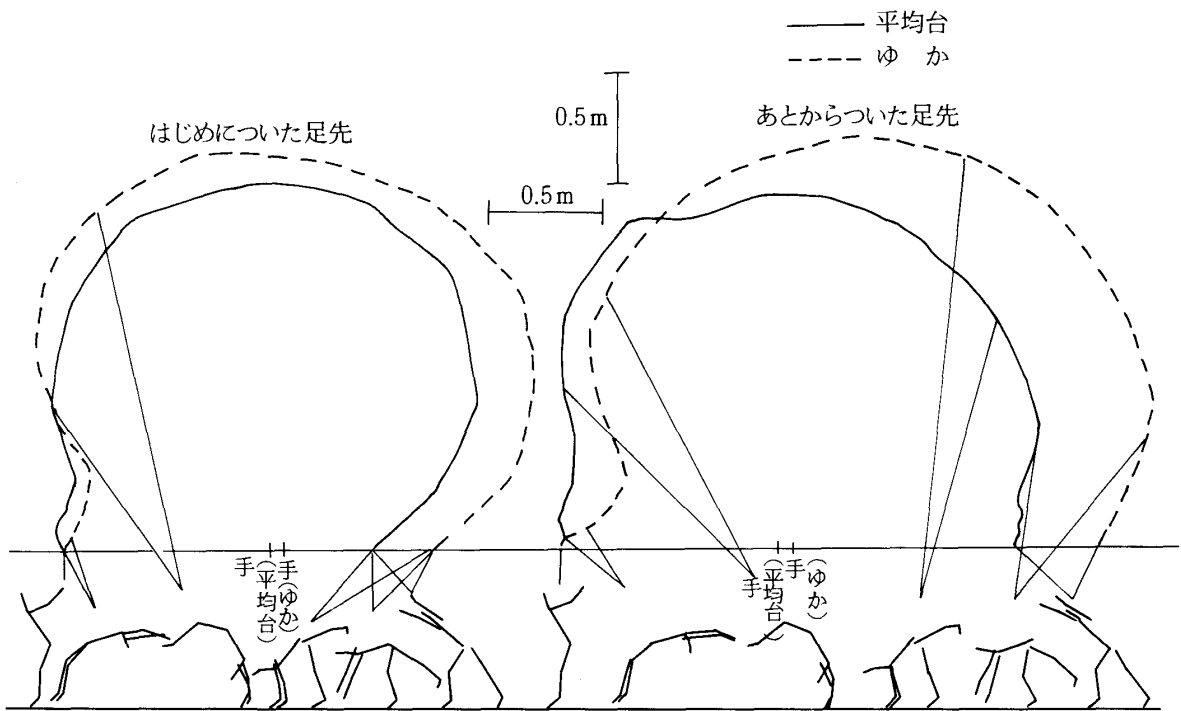 平均台
ゆか
0.5m
はじめについた足先
あとからついた足先
0.5m
手(平均台)
手(ゆか)
手(平均台)
手(ゆか)